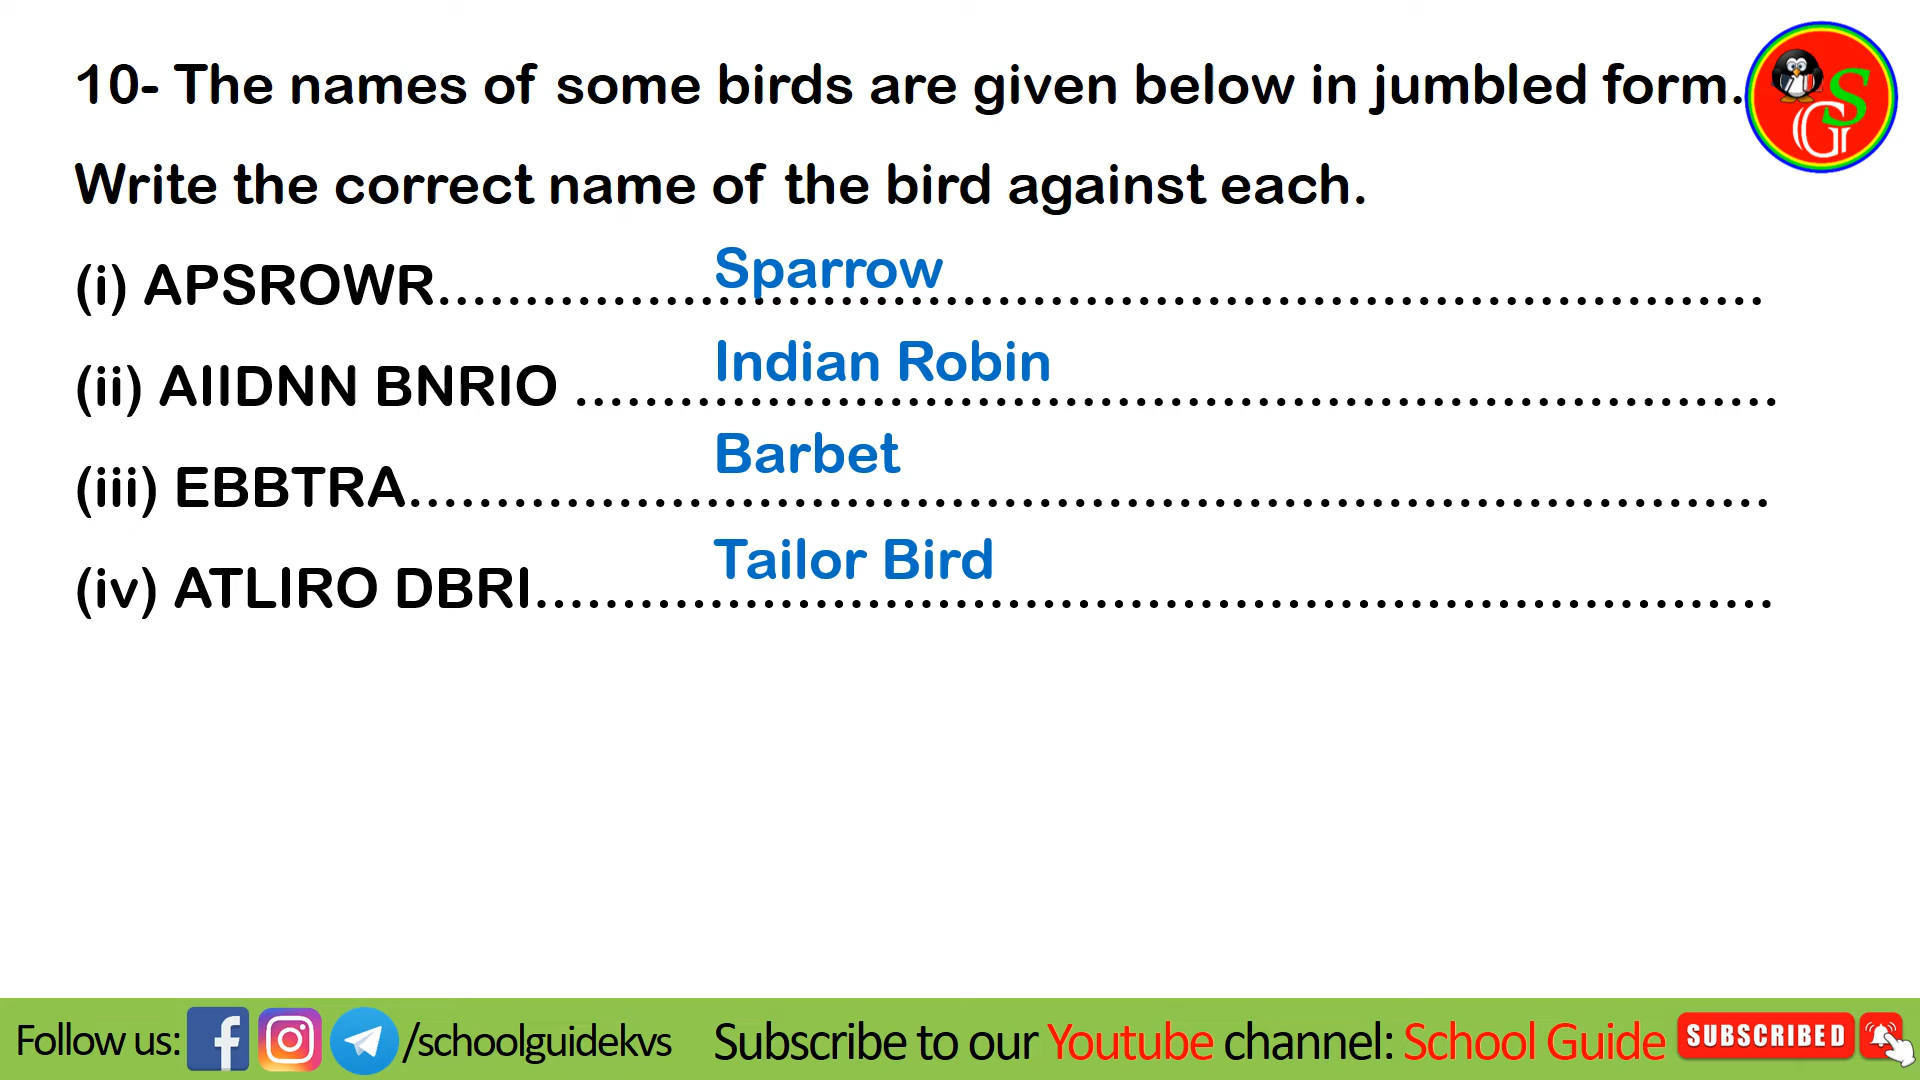 10- The names of some birds are given below in jumbled form.
Write the correct name of the bird against each.
(i) APSROWR.......................................................................... Sparrow
(ii) AIIDNN BNRIO .................................................................... Indian Robin
(iii) EBBTRA............................................................................ Barbet
(iv) ATLIRO DBRI...................................................................... Tailor Bird
SG
Follow us: /schoolguidekvs Subscribe to our Youtube channel: School Guide SUBSCRIBED